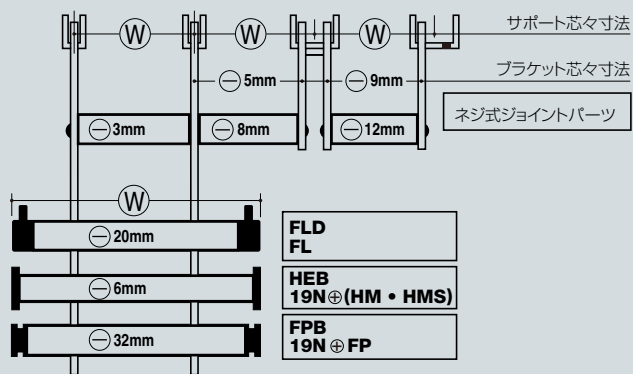 W W W サポート芯々寸法
⊖5mm ⊖9mm ブラケット芯々寸法
⊖3mm ⊖8mm ⊖12mm ネジ式ジョイントパーツ
W
⊖20mm
FLD
FL
⊖6mm
HEB
19N⊕(HM・HMS)
⊖32mm
FPB
19N⊕FP